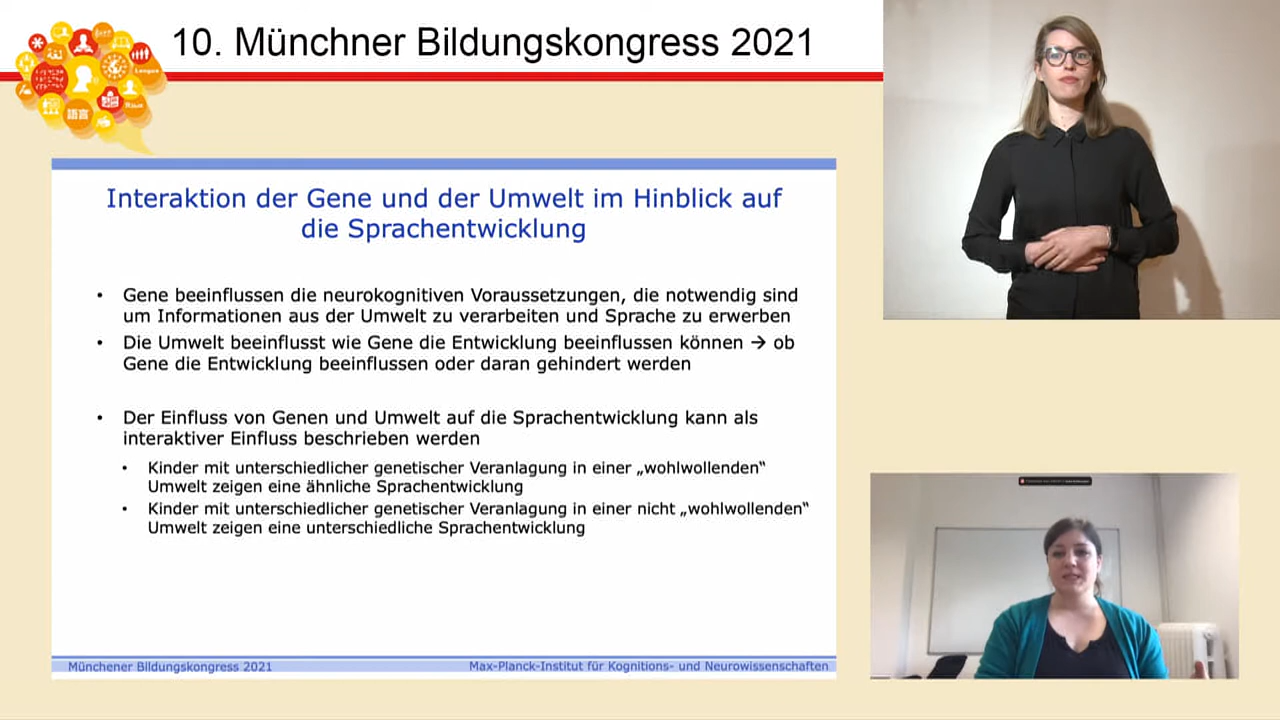 10. Münchner Bildungskongress 2021
語言
Interaktion der Gene und der Umwelt im Hinblick auf
die Sprachentwicklung
• Gene beeinflussen die neurokognitiven Voraussetzungen, die notwendig sind
um Informationen aus der Umwelt zu verarbeiten und Sprache zu erwerben
• Die Umwelt beeinflusst wie Gene die Entwicklung beeinflussen können → ob
Gene die Entwicklung beeinflussen oder daran gehindert werden
• Der Einfluss von Genen und Umwelt auf die Sprachentwicklung kann als
interaktiver Einfluss beschrieben werden
• Kinder mit unterschiedlicher genetischer Veranlagung in einer „wohlwollenden“
Umwelt zeigen eine ähnliche Sprachentwicklung
• Kinder mit unterschiedlicher genetischer Veranlagung in einer nicht „wohlwollenden“
Umwelt zeigen eine unterschiedliche Sprachentwicklung
Münchener Bildungskongress 2021
Max-Planck-Institut für Kognitions- und Neurowissenschaften